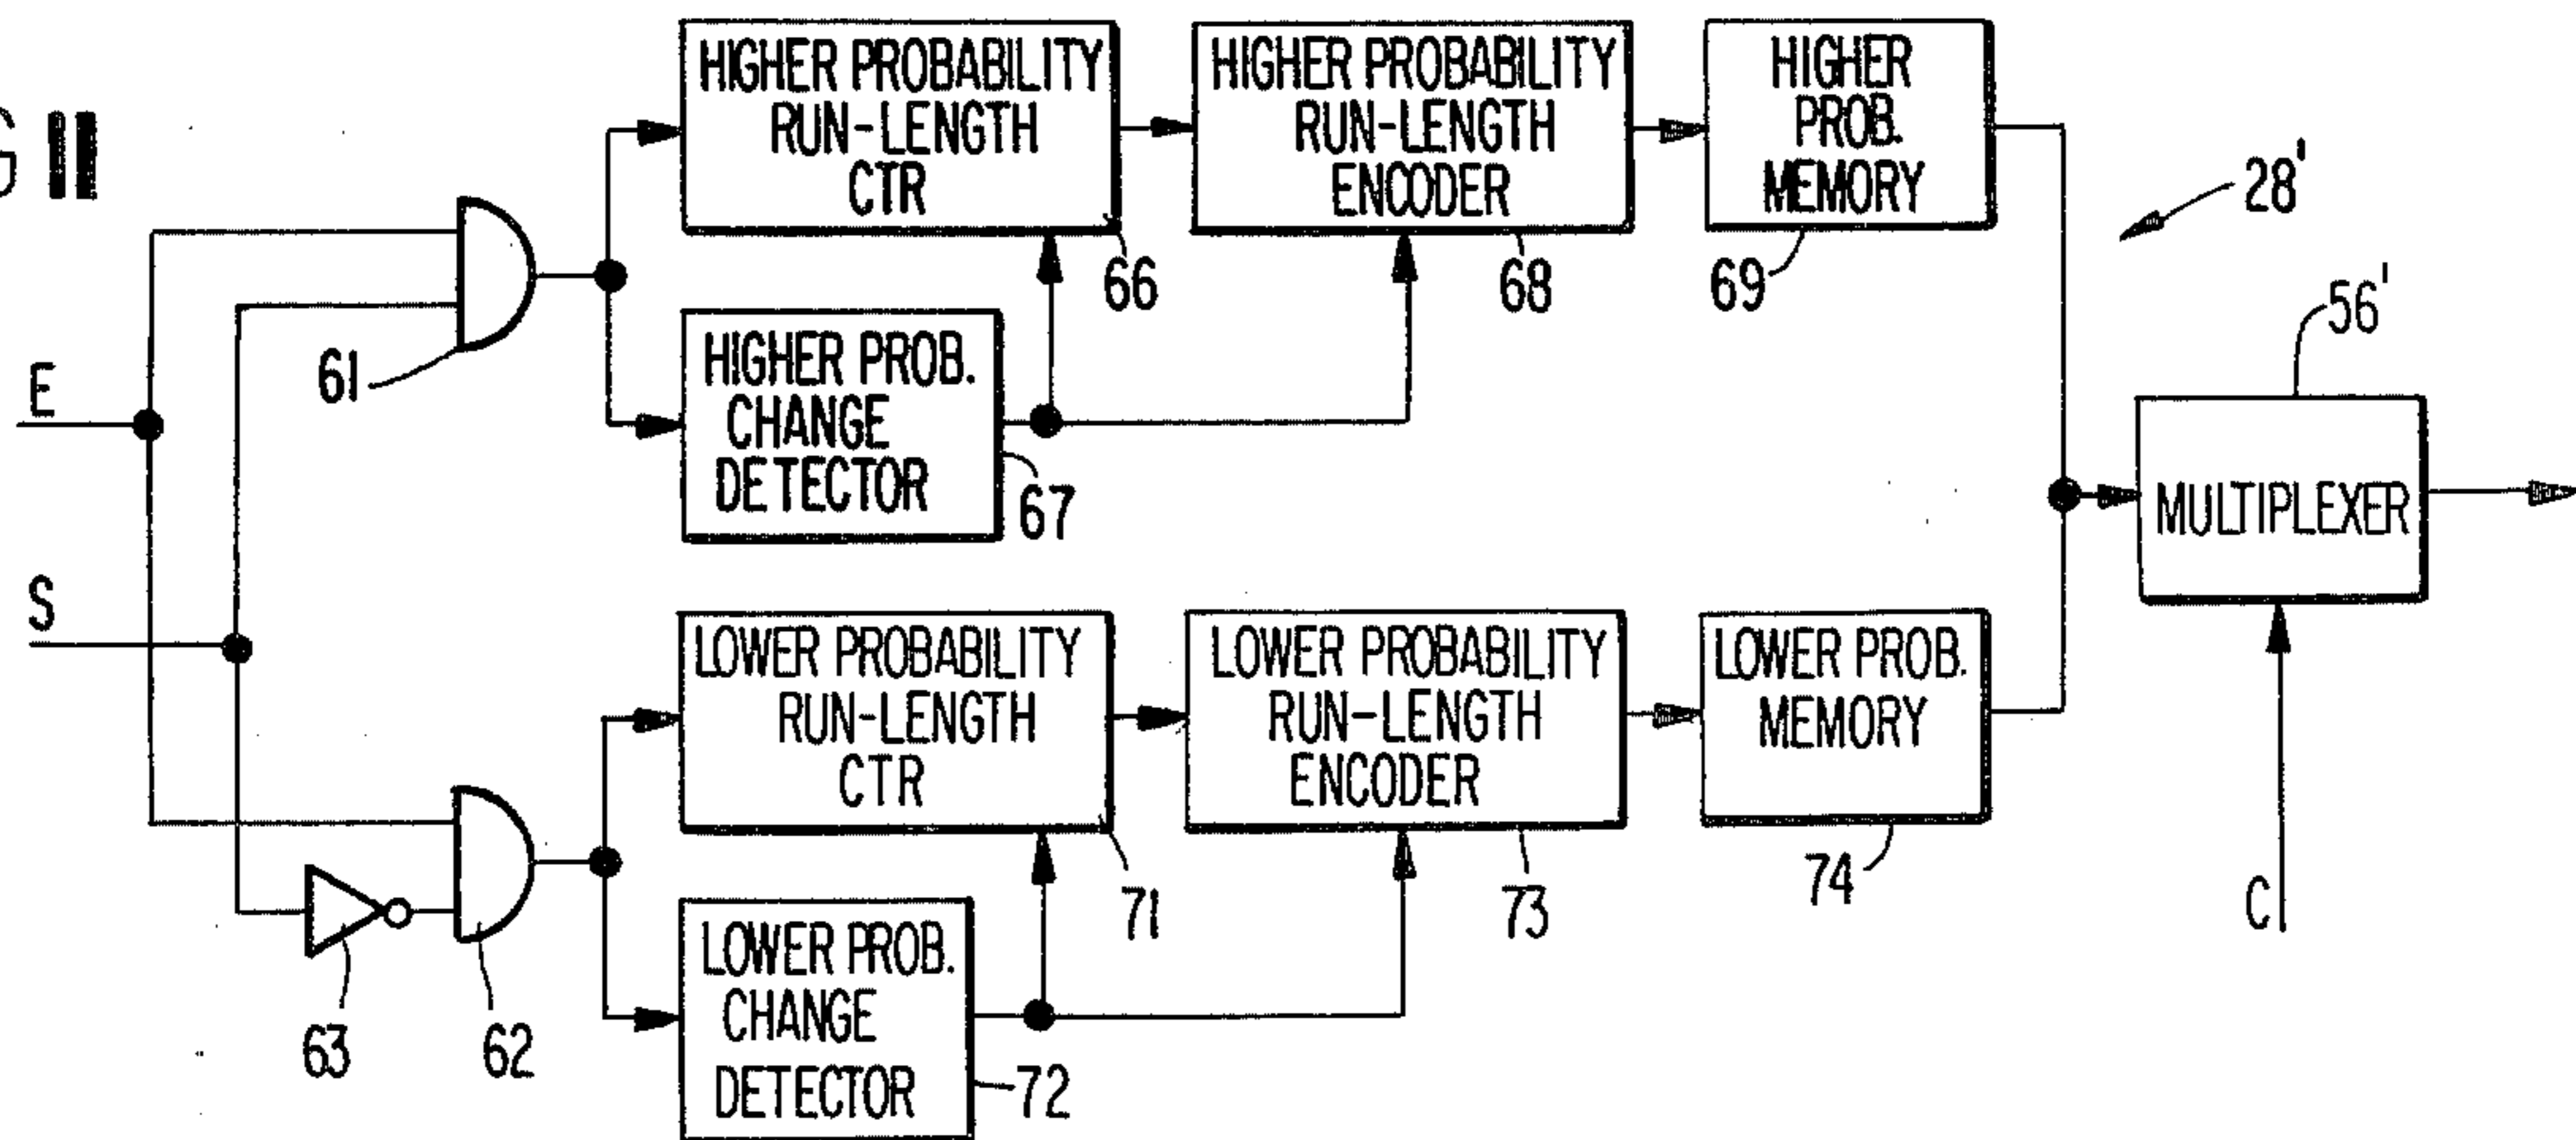 G 11
HIGHER PROBABILITY
RUN-LENGTH
CTR
66
HIGHER PROBABILITY
RUN-LENGTH
ENCODER
68
HIGHER
PROB.
MEMORY
69
28'
61
E
HIGHER PROB.
CHANGE
DETECTOR
67
56'
MULTIPLEXER
C
S
LOWER PROBABILITY
RUN-LENGTH
CTR
71
LOWER PROBABILITY
RUN-LENGTH
ENCODER
73
LOWER PROB.
MEMORY
74
63
62
LOWER PROB.
CHANGE
DETECTOR
72